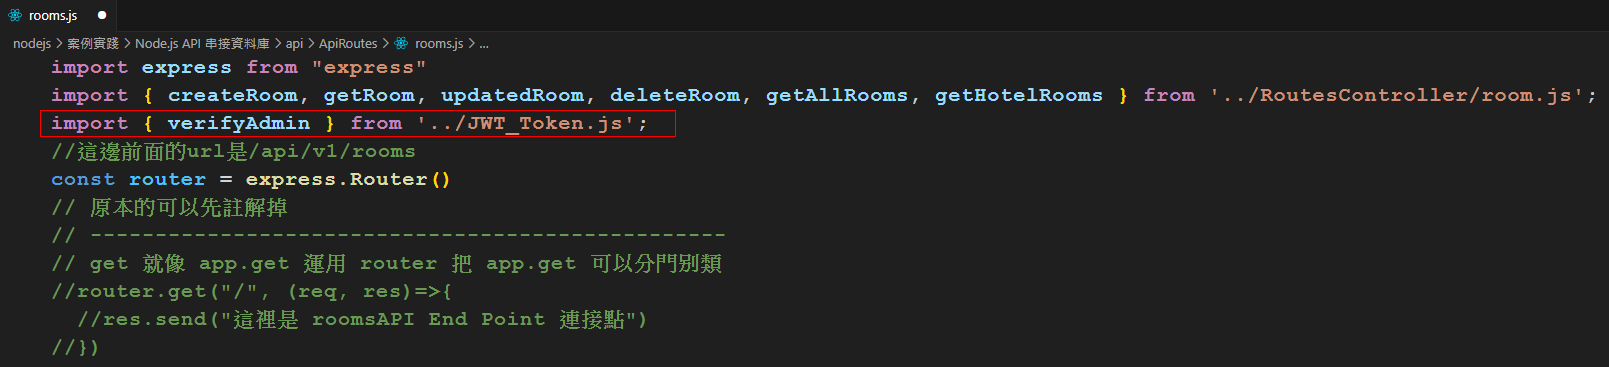 rooms.js
nodejs > 案例實踐 > Node.js API 串接資料庫 > api > ApiRoutes > rooms.js > ...
import express from "express"
import { createRoom, getRoom, updatedRoom, deleteRoom, getAllRooms, getHotelRooms } from '../RoutesController/room.js';
import { verifyAdmin } from '../JWT_Token.js';
//這邊前面的url是/api/v1/rooms
const router = express.Router()
// 原本的可以先註解掉
// -------------------------------------------------
// get 就像 app.get 運用 router 把 app.get 可以分門別類
//router.get("/", (req, res)=>{
//res.send("這裡是 roomsAPI End Point 連接點")
//})